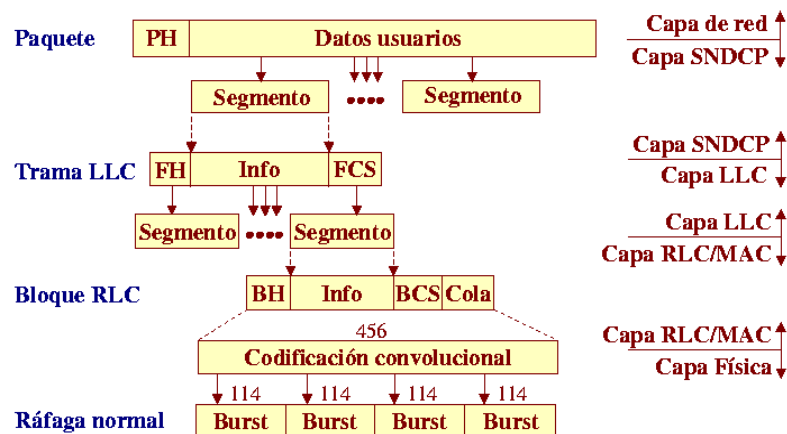 Paquete PH Datos usuarios Capa de red
Capa SNDCP
Segmento Segmento
Trama LLC FH Info FCS Capa SNDCP
Capa LLC
Segmento Segmento Capa LLC
Capa RLC/MAC
Bloque RLC BH Info BCS Cola
456
Codificación convolucional Capa RLC/MAC
Capa Física
114 114 114 114
Ráfaga normal Burst Burst Burst Burst